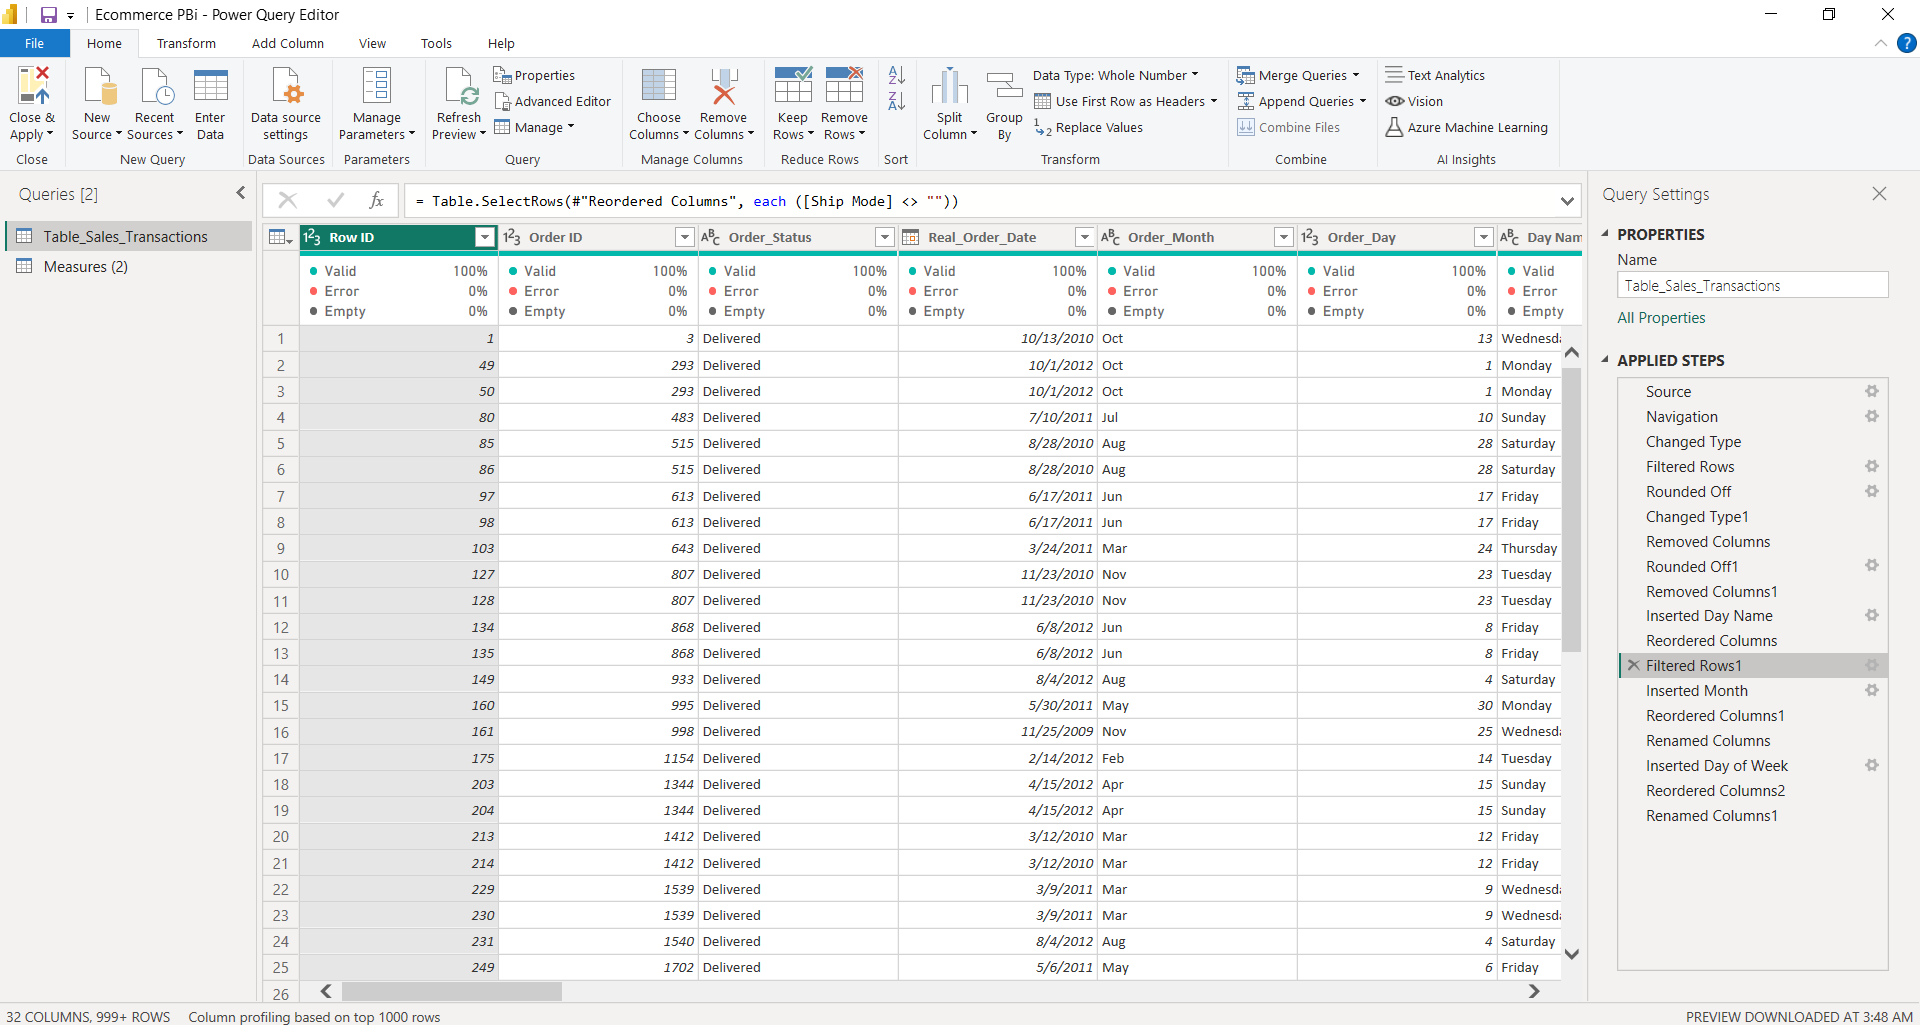 Ecommerce PBi - Power Query Editor
File Home Transform Add Column View Tools Help
Close & Apply
New Source
Recent Sources
Enter Data
Data source settings
Manage Parameters
Refresh Preview
Properties
Advanced Editor
Manage
Choose Columns
Remove Columns
Keep Rows
Remove Rows
Split Column
Group By
Data Type: Whole Number
Use First Row as Headers
Replace Values
Merge Queries
Append Queries
Combine Files
Text Analytics
Vision
Azure Machine Learning
Close New Query Data Sources Parameters Query Manage Columns Reduce Rows Sort Transform Combine AI Insights
Queries [2]
Table_Sales_Transactions
Measures (2)
fx = Table.SelectRows(#"Reordered Columns", each ([Ship Mode] <> ""))
Row ID Order ID Order_Status Real_Order_Date Order_Month Order_Day Day Nam
Valid 100% Valid 100% Valid 100% Valid 100% Valid 100% Valid 100% Valid
Error 0% Error 0% Error 0% Error 0% Error 0% Error 0% Error
Empty 0% Empty 0% Empty 0% Empty 0% Empty 0% Empty 0% Empty
1 1 3 Delivered 10/13/2010 Oct 13 Wednesd
2 49 293 Delivered 10/1/2012 Oct 1 Monday
3 50 293 Delivered 10/1/2012 Oct 1 Monday
4 80 483 Delivered 7/10/2011 Jul 10 Sunday
5 85 515 Delivered 8/28/2010 Aug 28 Saturday
6 86 515 Delivered 8/28/2010 Aug 28 Saturday
7 97 613 Delivered 6/17/2011 Jun 17 Friday
8 98 613 Delivered 6/17/2011 Jun 17 Friday
9 103 643 Delivered 3/24/2011 Mar 24 Thursday
10 127 807 Delivered 11/23/2010 Nov 23 Tuesday
11 128 807 Delivered 11/23/2010 Nov 23 Tuesday
12 134 868 Delivered 6/8/2012 Jun 8 Friday
13 135 868 Delivered 6/8/2012 Jun 8 Friday
14 149 933 Delivered 8/4/2012 Aug 4 Saturday
15 160 995 Delivered 5/30/2011 May 30 Monday
16 161 998 Delivered 11/25/2009 Nov 25 Wednesd
17 175 1154 Delivered 2/14/2012 Feb 14 Tuesday
18 203 1344 Delivered 4/15/2012 Apr 15 Sunday
19 204 1344 Delivered 4/15/2012 Apr 15 Sunday
20 213 1412 Delivered 3/12/2010 Mar 12 Friday
21 214 1412 Delivered 3/12/2010 Mar 12 Friday
22 229 1539 Delivered 3/9/2011 Mar 9 Wednesd
23 230 1539 Delivered 3/9/2011 Mar 9 Wednesd
24 231 1540 Delivered 8/4/2012 Aug 4 Saturday
25 249 1702 Delivered 5/6/2011 May 6 Friday
26
Query Settings
PROPERTIES
Name
Table_Sales_Transactions
All Properties
APPLIED STEPS
Source
Navigation
Changed Type
Filtered Rows
Rounded Off
Changed Type1
Removed Columns
Rounded Off1
Removed Columns1
Inserted Day Name
Reordered Columns
Filtered Rows1
Inserted Month
Reordered Columns1
Renamed Columns
Inserted Day of Week
Reordered Columns2
Renamed Columns1
32 COLUMNS, 999+ ROWS Column profiling based on top 1000 rows PREVIEW DOWNLOADED AT 3:48 AM